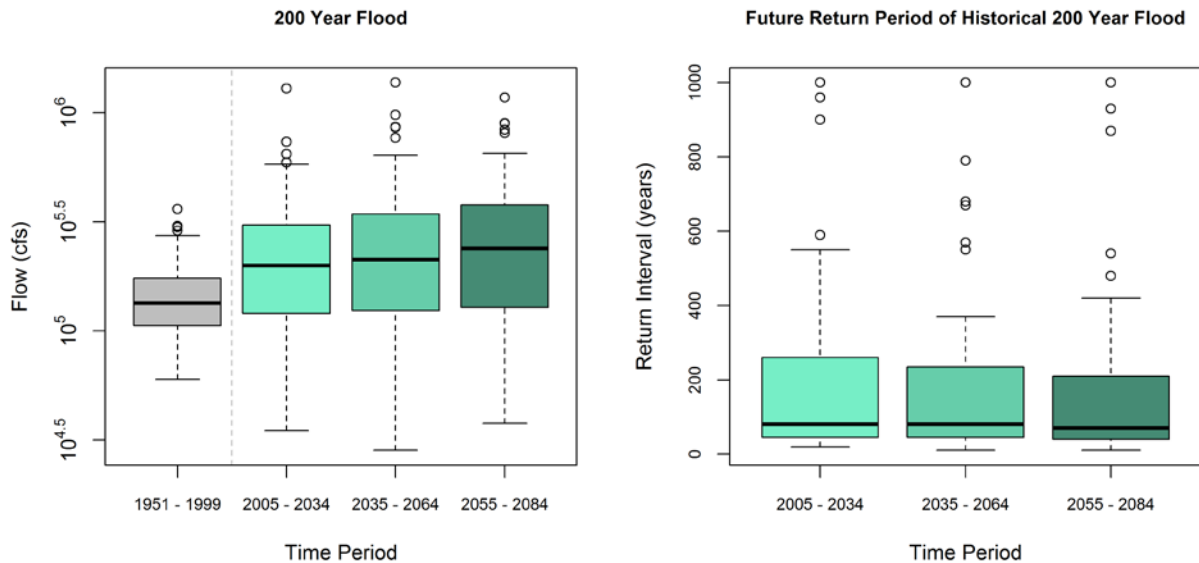 200 Year Flood
Flow (cfs)
10^6
10^5.5
10^5
10^4.5
1951 - 1999
2005 - 2034
2035 - 2064
2055 - 2084
Time Period
Future Return Period of Historical 200 Year Flood
Return Interval (years)
1000
800
600
400
200
0
2005 - 2034
2035 - 2064
2055 - 2084
Time Period